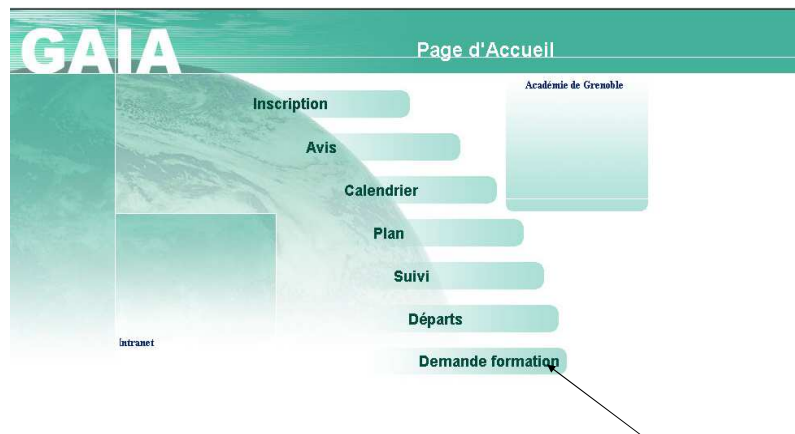 GAIA
Page d'Accueil
Académie de Grenoble
Inscription
Avis
Calendrier
Plan
Suivi
Départs
Intranet
Demande formation